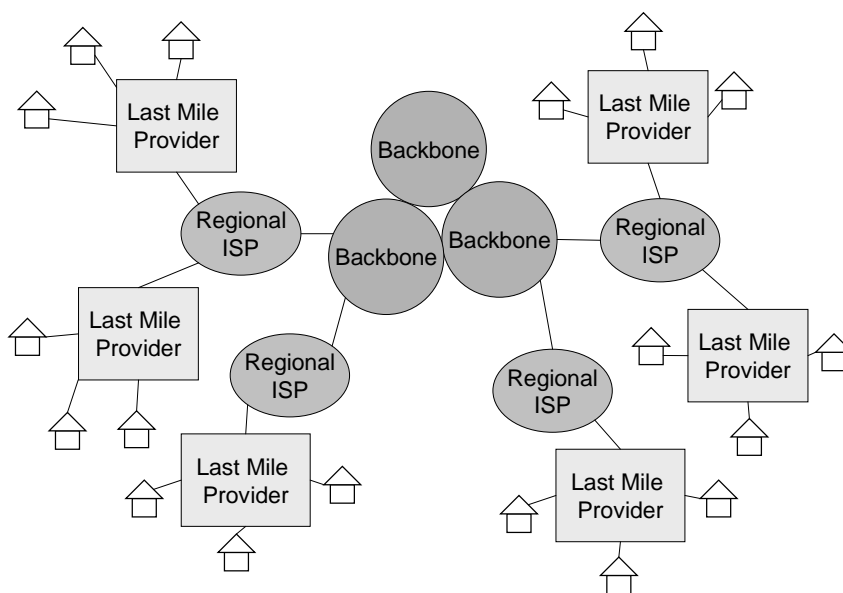 Last Mile
Provider
Last Mile
Provider
Backbone
Regional
ISP
Regional
ISP
Backbone
Backbone
Last Mile
Provider
Last Mile
Provider
Regional
ISP
Regional
ISP
Last Mile
Provider
Last Mile
Provider